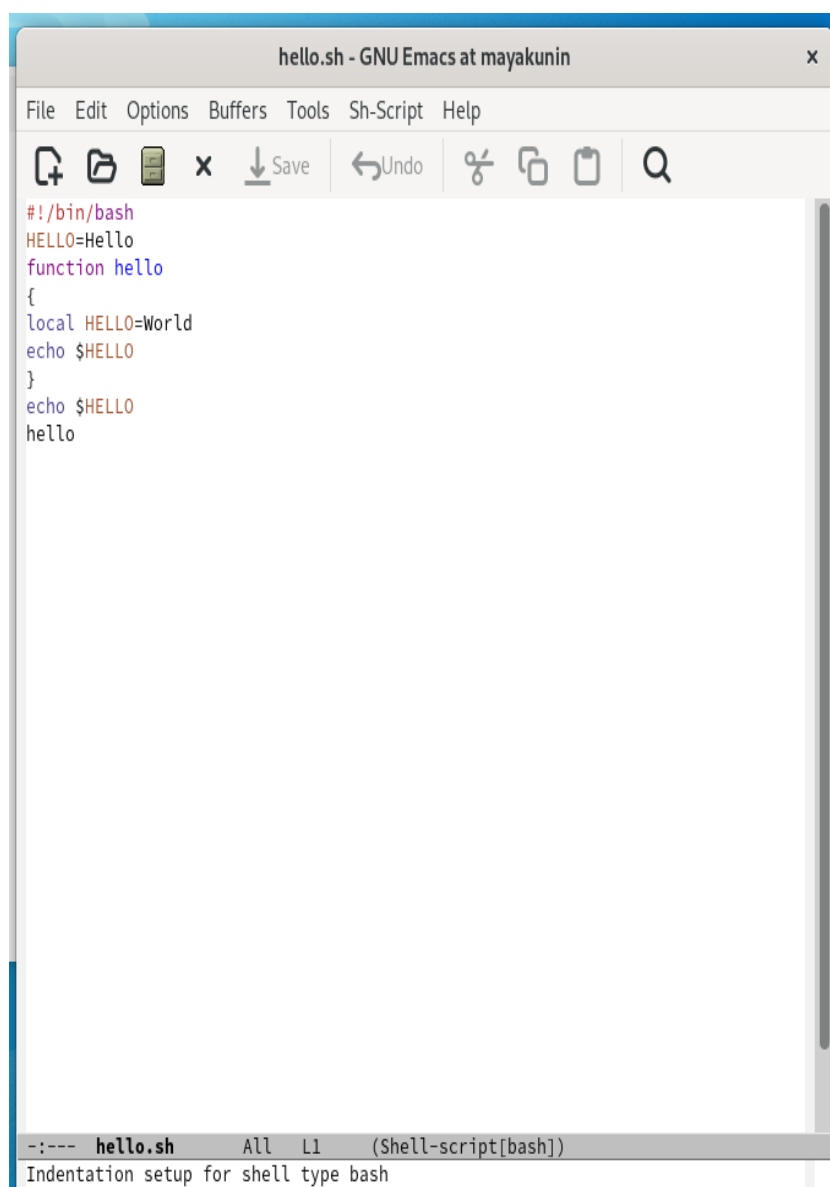 hello.sh - GNU Emacs at mayakunin
File Edit Options Buffers Tools Sh-Script Help
Save Undo
#!/bin/bash
HELLO=Hello
function hello
{
local HELLO=World
echo $HELLO
}
echo $HELLO
hello
-:--- hello.sh All L1 (Shell-script[bash])
Indentation setup for shell type bash